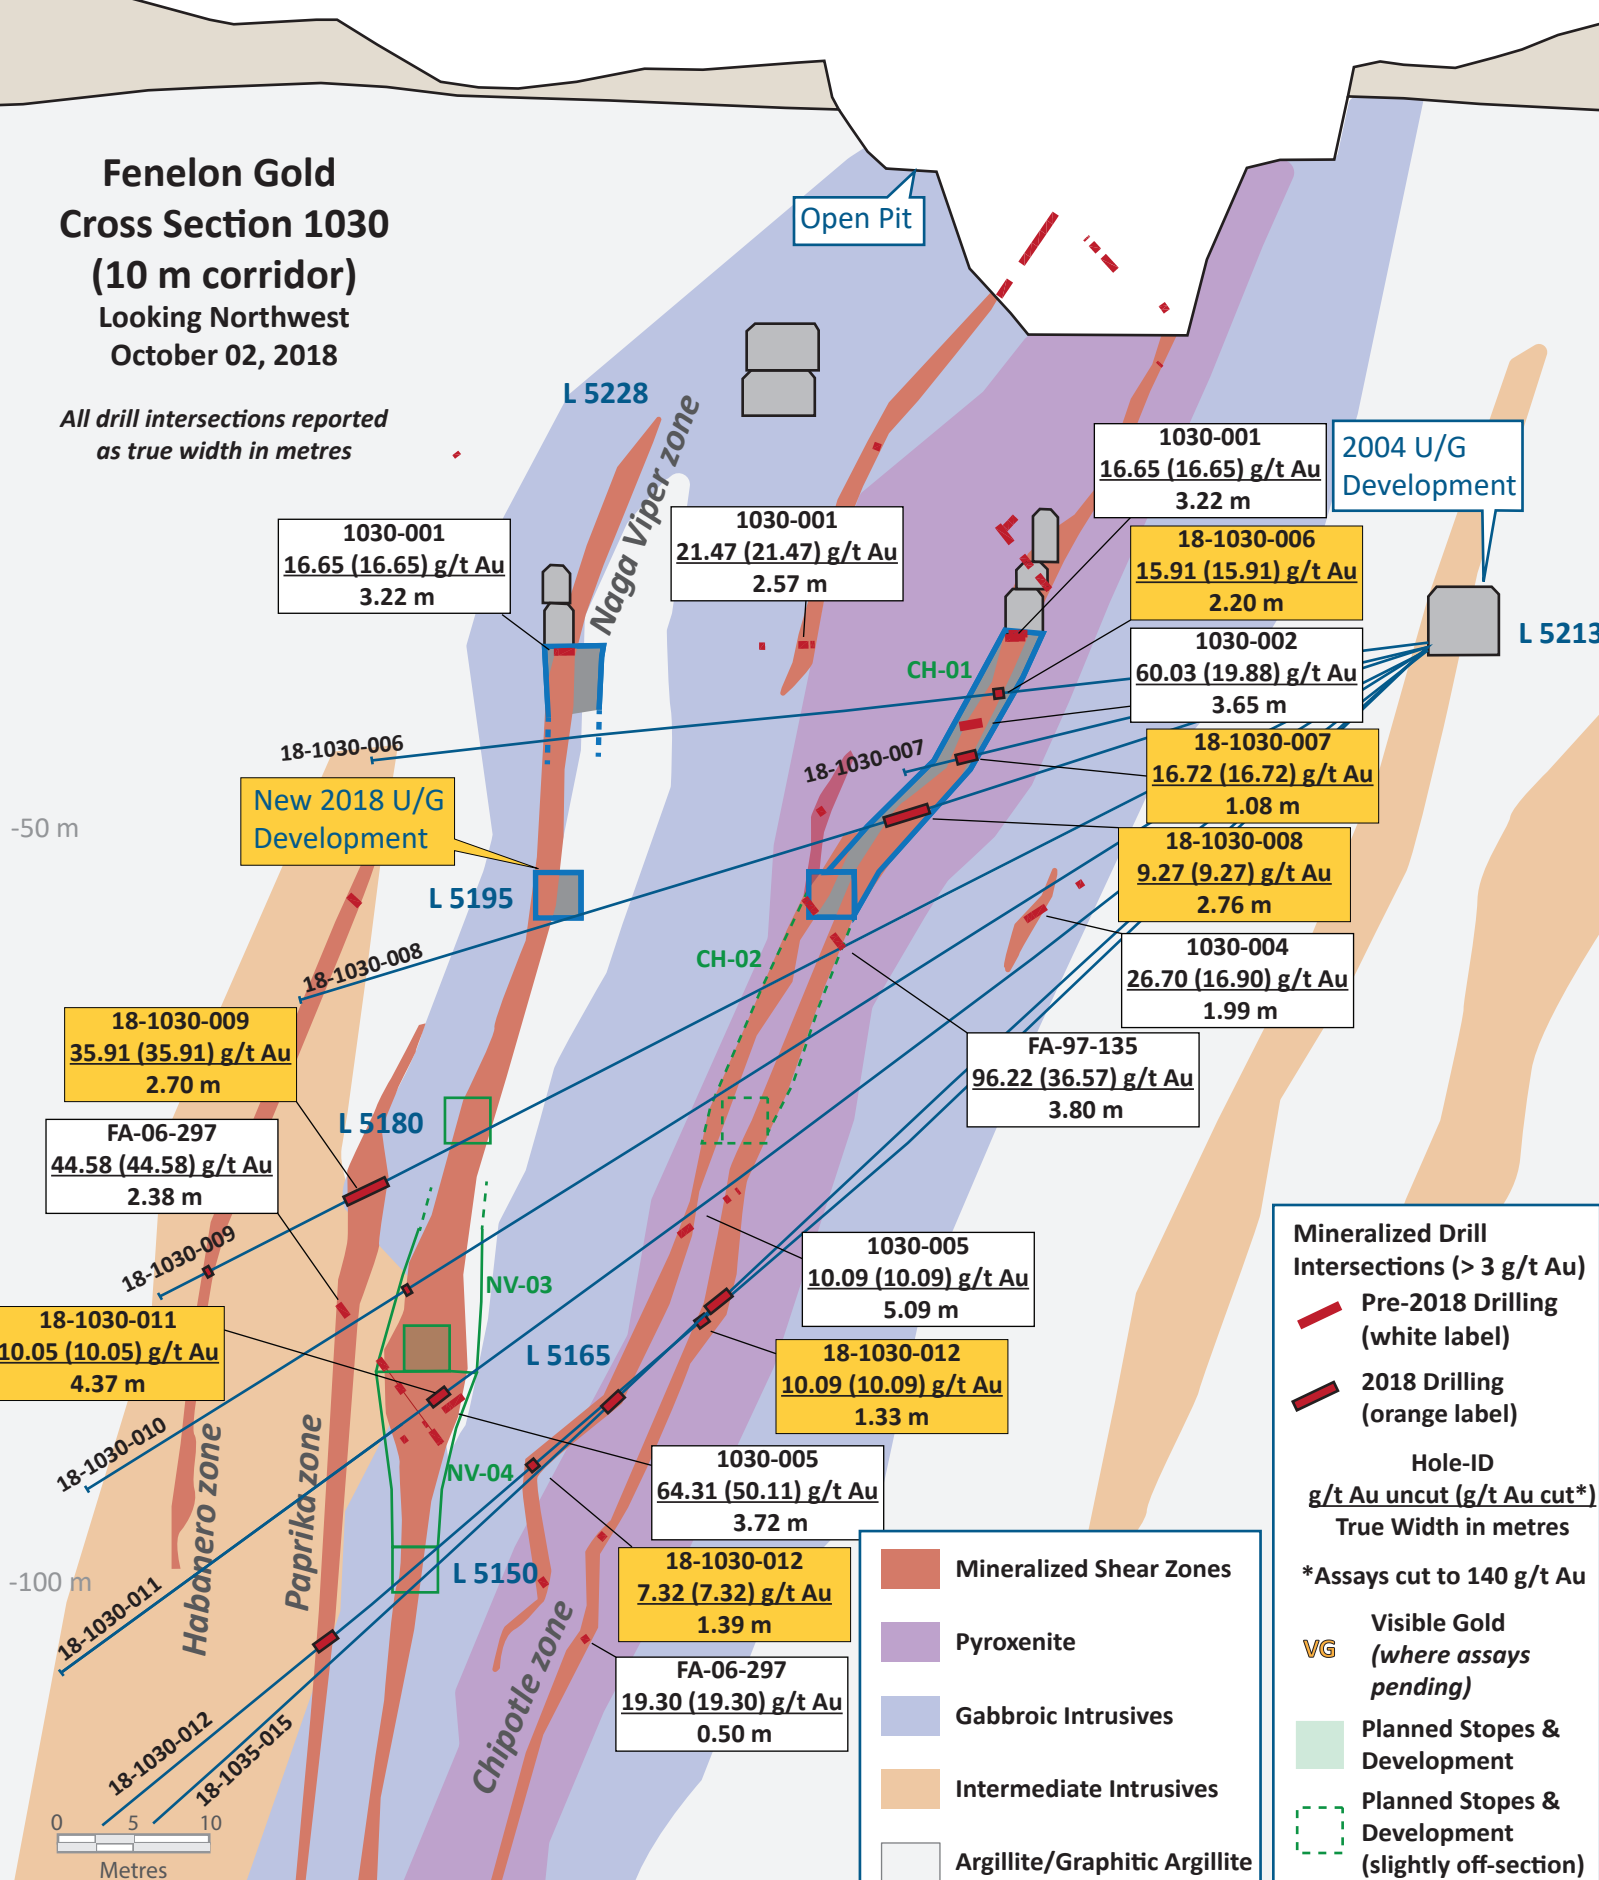 Fenelon Gold
Cross Section 1030
(10 m corridor)
Looking Northwest
October 02, 2018
All drill intersections reported
as true width in metres
Open Pit
L 5228
Naga Viper zone
1030-001
16.65 (16.65) g/t Au
3.22 m
1030-001
21.47 (21.47) g/t Au
2.57 m
1030-001
16.65 (16.65) g/t Au
3.22 m
2004 U/G
Development
L 5213
18-1030-006
15.91 (15.91) g/t Au
2.20 m
1030-002
60.03 (19.88) g/t Au
3.65 m
18-1030-007
16.72 (16.72) g/t Au
1.08 m
18-1030-008
9.27 (9.27) g/t Au
2.76 m
1030-004
26.70 (16.90) g/t Au
1.99 m
FA-97-135
96.22 (36.57) g/t Au
3.80 m
CH-01
18-1030-006
18-1030-007
New 2018 U/G
Development
-50 m
L 5195
18-1030-008
CH-02
18-1030-009
35.91 (35.91) g/t Au
2.70 m
L 5180
FA-06-297
44.58 (44.58) g/t Au
2.38 m
18-1030-009
NV-03
1030-005
10.09 (10.09) g/t Au
5.09 m
18-1030-011
10.05 (10.05) g/t Au
4.37 m
L 5165
18-1030-012
10.09 (10.09) g/t Au
1.33 m
18-1030-010
Habanero zone
Paprika zone
NV-04
1030-005
64.31 (50.11) g/t Au
3.72 m
-100 m
L 5150
18-1030-012
7.32 (7.32) g/t Au
1.39 m
18-1030-011
Chipotle zone
FA-06-297
19.30 (19.30) g/t Au
0.50 m
18-1030-012
18-1035-015
0 5 10
Metres
Mineralized Shear Zones
Pyroxenite
Gabbroic Intrusives
Intermediate Intrusives
Argillite/Graphitic Argillite
Mineralized Drill
Intersections (> 3 g/t Au)
Pre-2018 Drilling
(white label)
2018 Drilling
(orange label)
Hole-ID
g/t Au uncut (g/t Au cut*)
True Width in metres
*Assays cut to 140 g/t Au
VG
Visible Gold
(where assays
pending)
Planned Stopes &
Development
Planned Stopes &
Development
(slightly off-section)